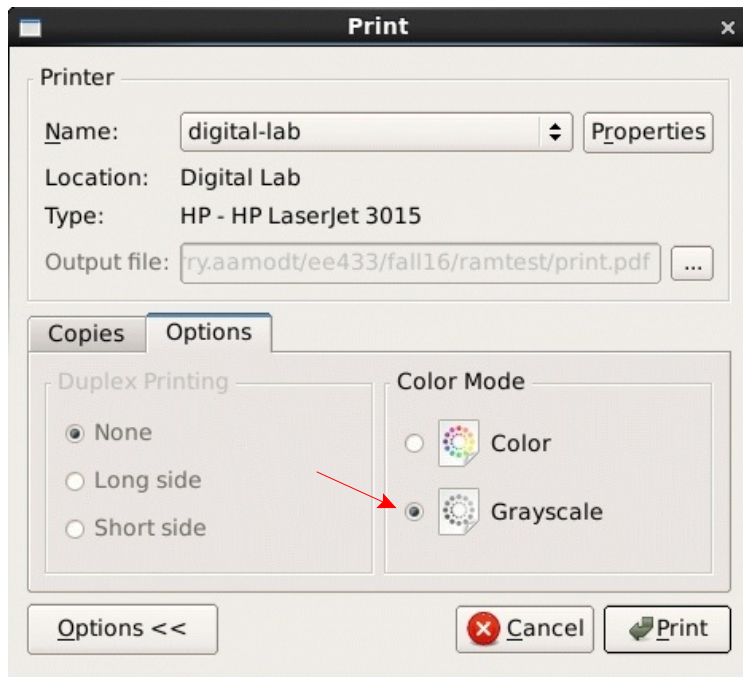 Print
Printer
Name: digital-lab Properties
Location: Digital Lab
Type: HP - HP LaserJet 3015
Output file: ry.aamodt/ee433/fall16/ramtest/print.pdf ...
Copies Options
Duplex Printing Color Mode
None
Color
Long side
Grayscale
Short side
Options << Cancel Print